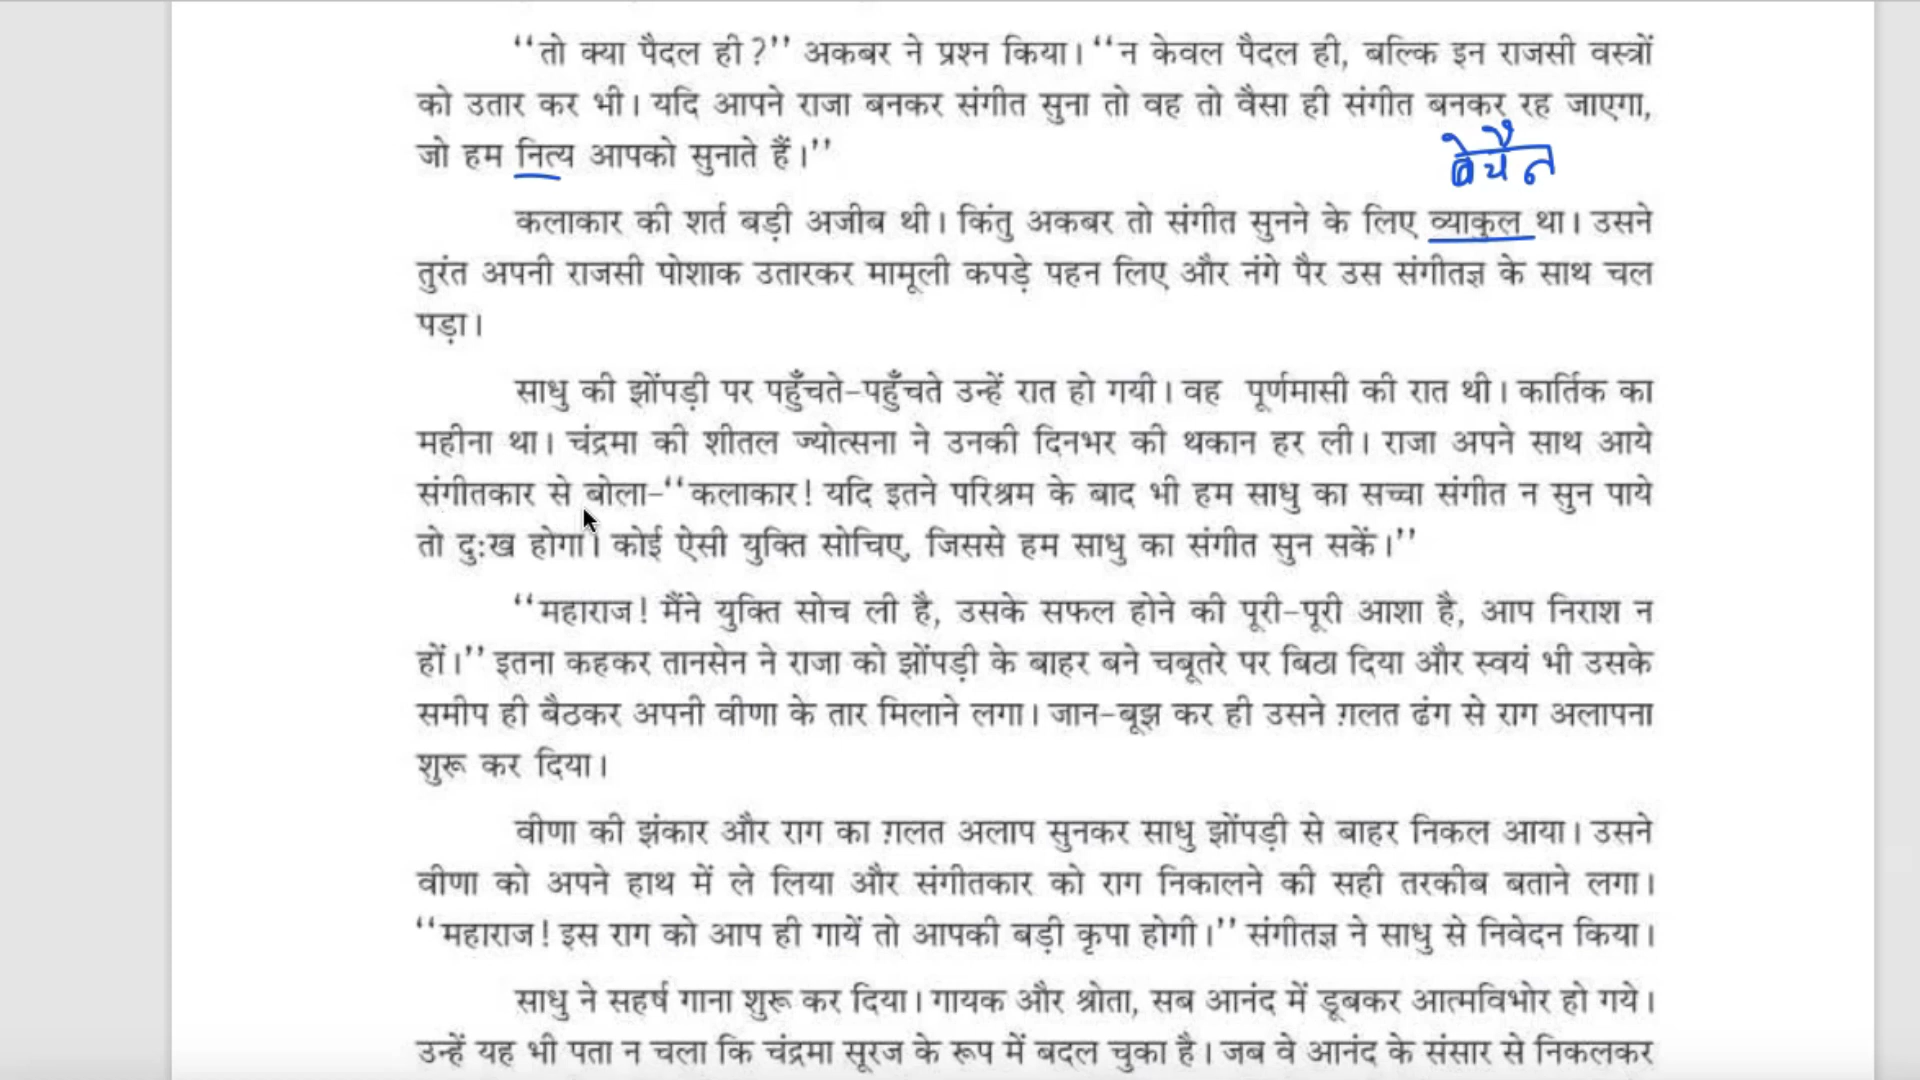 ‘‘तो क्या पैदल ही?’’ अकबर ने प्रश्न किया। ‘‘न केवल पैदल ही, बल्कि इन राजसी वस्त्रों
को उतार कर भी। यदि आपने राजा बनकर संगीत सुना तो वह तो वैसा ही संगीत बनकर रह जाएगा,
जो हम नित्य आपको सुनाते हैं।’’
बेचैन
कलाकार की शर्त बड़ी अजीब थी। किंतु अकबर तो संगीत सुनने के लिए व्याकुल था। उसने
तुरंत अपनी राजसी पोशाक उतारकर मामूली कपड़े पहन लिए और नंगे पैर उस संगीतज्ञ के साथ चल
पड़ा।
साधु की झोंपड़ी पर पहुँचते-पहुँचते उन्हें रात हो गयी। वह पूर्णमासी की रात थी। कार्तिक का
महीना था। चंद्रमा की शीतल ज्योत्सना ने उनकी दिनभर की थकान हर ली। राजा अपने साथ आये
संगीतकार से बोला-‘‘कलाकार! यदि इतने परिश्रम के बाद भी हम साधु का सच्चा संगीत न सुन पाये
तो दुःख होगा। कोई ऐसी युक्ति सोचिए, जिससे हम साधु का संगीत सुन सकें।’’
‘‘महाराज! मैंने युक्ति सोच ली है, उसके सफल होने की पूरी-पूरी आशा है, आप निराश न
हों।’’ इतना कहकर तानसेन ने राजा को झोंपड़ी के बाहर बने चबूतरे पर बिठा दिया और स्वयं भी उसके
समीप ही बैठकर अपनी वीणा के तार मिलाने लगा। जान-बूझ कर ही उसने ग़लत ढंग से राग अलापना
शुरू कर दिया।
वीणा की झंकार और राग का ग़लत अलाप सुनकर साधु झोंपड़ी से बाहर निकल आया। उसने
वीणा को अपने हाथ में ले लिया और संगीतकार को राग निकालने की सही तरकीब बताने लगा।
‘‘महाराज! इस राग को आप ही गायें तो आपकी बड़ी कृपा होगी।’’ संगीतज्ञ ने साधु से निवेदन किया।
साधु ने सहर्ष गाना शुरू कर दिया। गायक और श्रोता, सब आनंद में डूबकर आत्मविभोर हो गये।
उन्हें यह भी पता न चला कि चंद्रमा सूरज के रूप में बदल चुका है। जब वे आनंद के संसार से निकलकर